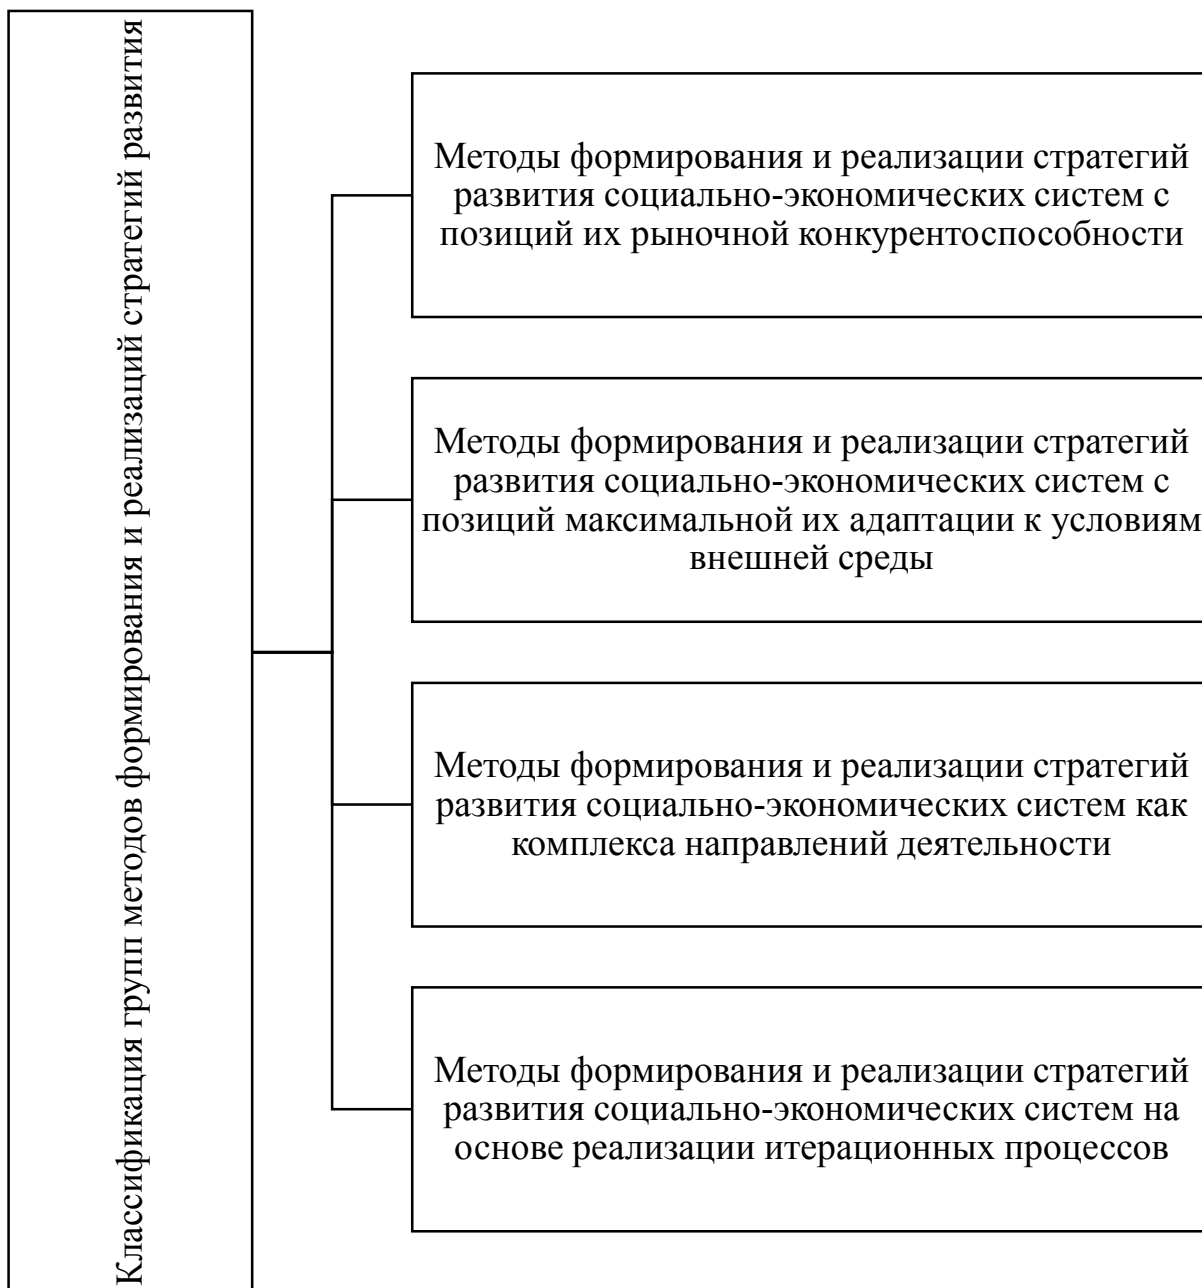 Классификация групп методов формирования и реализаций стратегий развития
Методы формирования и реализации стратегий
развития социально-экономических систем с
позиций их рыночной конкурентоспособности
Методы формирования и реализации стратегий
развития социально-экономических систем с
позиций максимальной их адаптации к условиям
внешней среды
Методы формирования и реализации стратегий
развития социально-экономических систем как
комплекса направлений деятельности
Методы формирования и реализации стратегий
развития социально-экономических систем на
основе реализации итерационных процессов